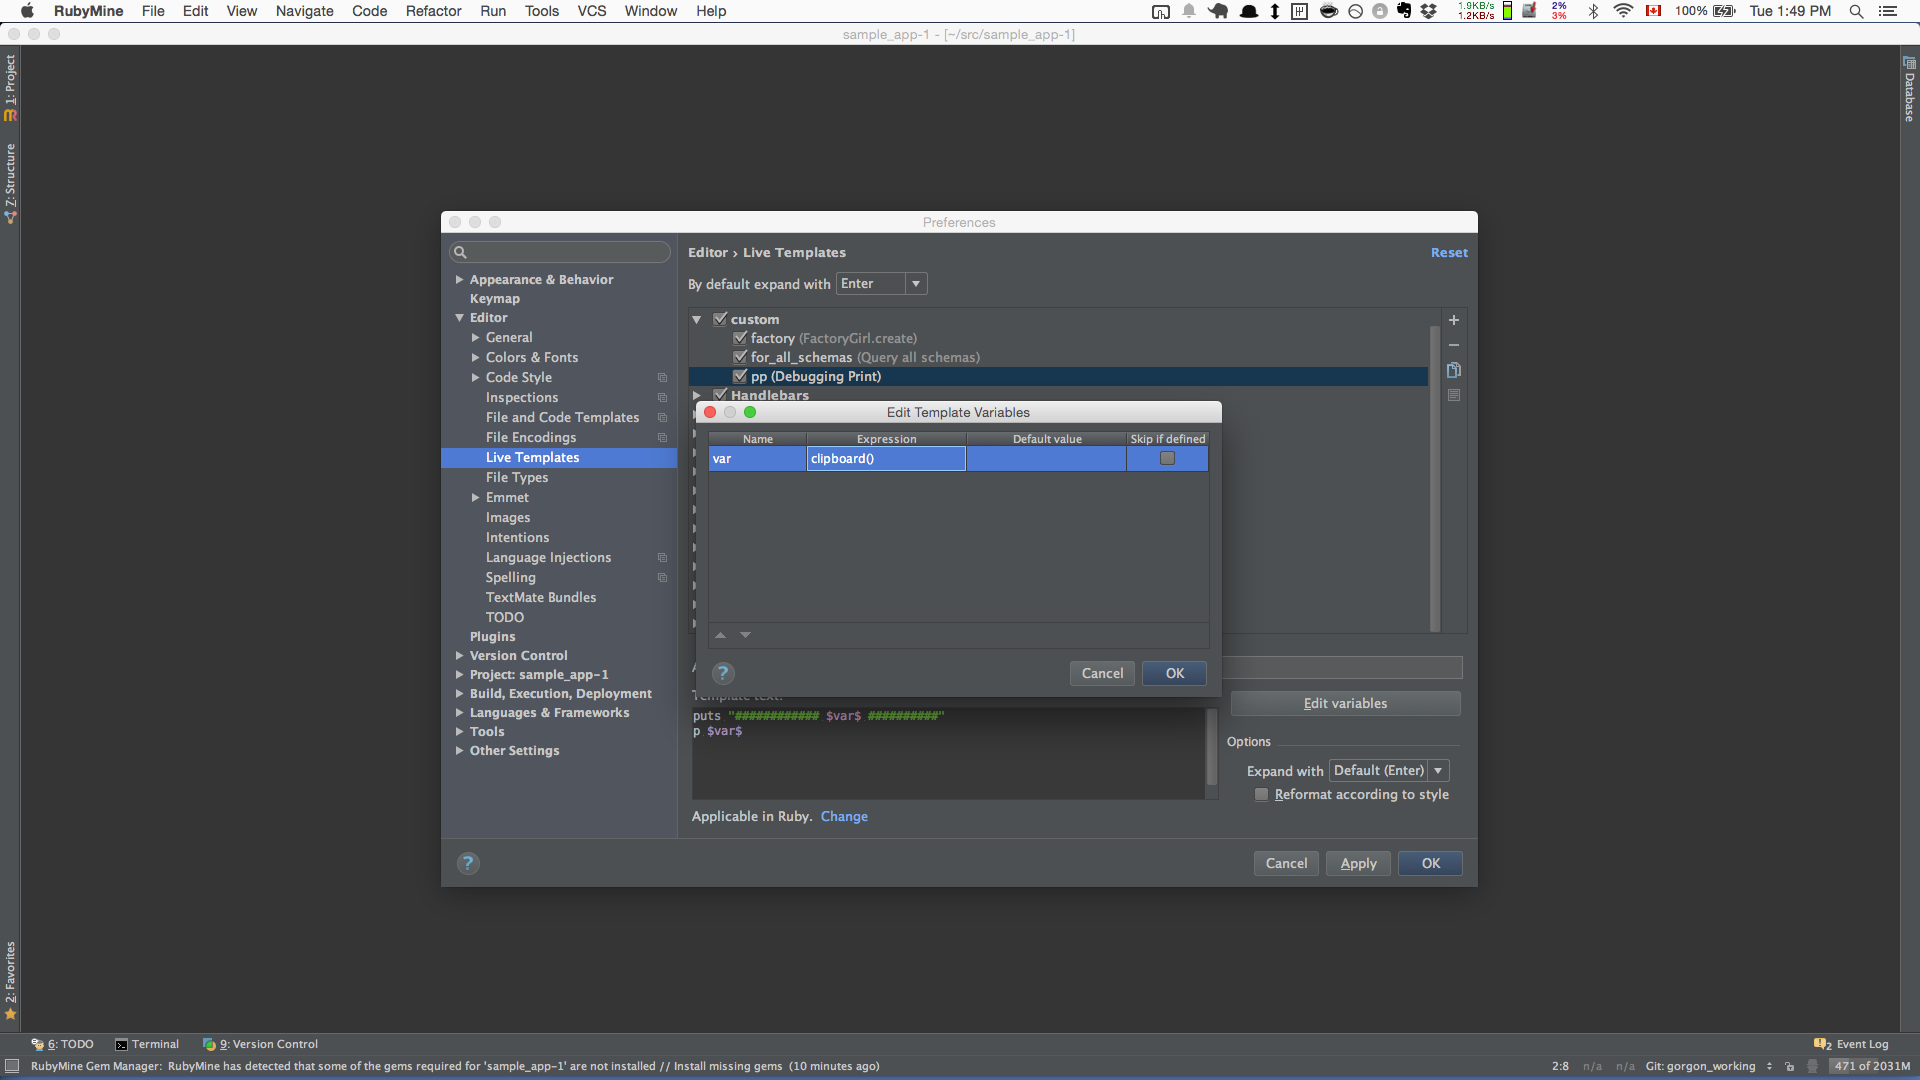 RubyMine File Edit View Navigate Code Refactor Run Tools VCS Window Help 1.9KB/s 1.2KB/s 2% 3% 100% Tue 1:49 PM
sample_app-1 - [~/src/sample_app-1]
1: Project
Z: Structure
2: Favorites
Database
Preferences
Appearance & Behavior
Keymap
Editor
General
Colors & Fonts
Code Style
Inspections
File and Code Templates
File Encodings
Live Templates
File Types
Emmet
Images
Intentions
Language Injections
Spelling
TextMate Bundles
TODO
Plugins
Version Control
Project: sample_app-1
Build, Execution, Deployment
Languages & Frameworks
Tools
Other Settings
Editor › Live Templates Reset
By default expand with Enter
custom
factory (FactoryGirl.create)
for_all_schemas (Query all schemas)
pp (Debugging Print)
Handlebars
Edit Template Variables
Name Expression Default value Skip if defined
var clipboard()
? Cancel OK
Template text:
puts "############ $var$ ##########"
p $var$
Edit variables
Options
Expand with Default (Enter)
Reformat according to style
Applicable in Ruby. Change
? Cancel Apply OK
6: TODO Terminal 9: Version Control 2 Event Log
RubyMine Gem Manager: RubyMine has detected that some of the gems required for 'sample_app-1' are not installed // Install missing gems (10 minutes ago) 2:8 n/a n/a Git: gorgon_working 471 of 2031M